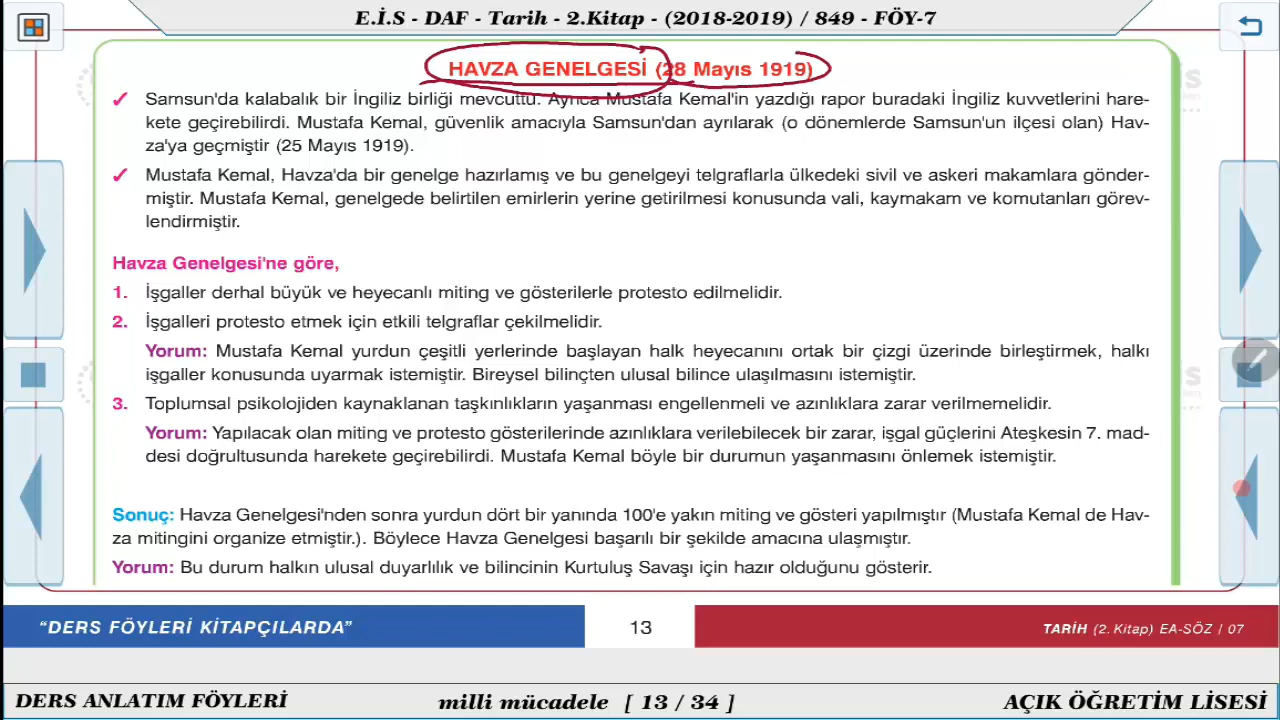 E.İ.S - DAF - Tarih - 2.Kitap - (2018-2019) / 849 - FÖY-7
HAVZA GENELGESİ (28 Mayıs 1919)
✓ Samsun'da kalabalık bir İngiliz birliği mevcuttu. Ayrıca Mustafa Kemal'in yazdığı rapor buradaki İngiliz kuvvetlerini hare-
kete geçirebilirdi. Mustafa Kemal, güvenlik amacıyla Samsun'dan ayrılarak (o dönemlerde Samsun'un ilçesi olan) Hav-
za'ya geçmiştir (25 Mayıs 1919).
✓ Mustafa Kemal, Havza'da bir genelge hazırlamış ve bu genelgeyi telgraflarla ülkedeki sivil ve askeri makamlara gönder-
miştir. Mustafa Kemal, genelgede belirtilen emirlerin yerine getirilmesi konusunda vali, kaymakam ve komutanları görev-
lendirmiştir.
Havza Genelgesi'ne göre,
1. İşgaller derhal büyük ve heyecanlı miting ve gösterilerle protesto edilmelidir.
2. İşgalleri protesto etmek için etkili telgraflar çekilmelidir.
Yorum: Mustafa Kemal yurdun çeşitli yerlerinde başlayan halk heyecanını ortak bir çizgi üzerinde birleştirmek, halkı
işgaller konusunda uyarmak istemiştir. Bireysel bilinçten ulusal bilince ulaşılmasını istemiştir.
3. Toplumsal psikolojiden kaynaklanan taşkınlıkların yaşanması engellenmeli ve azınlıklara zarar verilmemelidir.
Yorum: Yapılacak olan miting ve protesto gösterilerinde azınlıklara verilebilecek bir zarar, işgal güçlerini Ateşkesin 7. mad-
desi doğrultusunda harekete geçirebilirdi. Mustafa Kemal böyle bir durumun yaşanmasını önlemek istemiştir.
Sonuç: Havza Genelgesi'nden sonra yurdun dört bir yanında 100'e yakın miting ve gösteri yapılmıştır (Mustafa Kemal de Hav-
za mitingini organize etmiştir.). Böylece Havza Genelgesi başarılı bir şekilde amacına ulaşmıştır.
Yorum: Bu durum halkın ulusal duyarlılık ve bilincinin Kurtuluş Savaşı için hazır olduğunu gösterir.
"DERS FÖYLERİ KİTAPÇILARDA"
13
TARİH (2. Kitap) EA-SÖZ / 07
DERS ANLATIM FÖYLERİ
milli mücadele [ 13 / 34 ]
AÇIK ÖĞRETİM LİSESİ